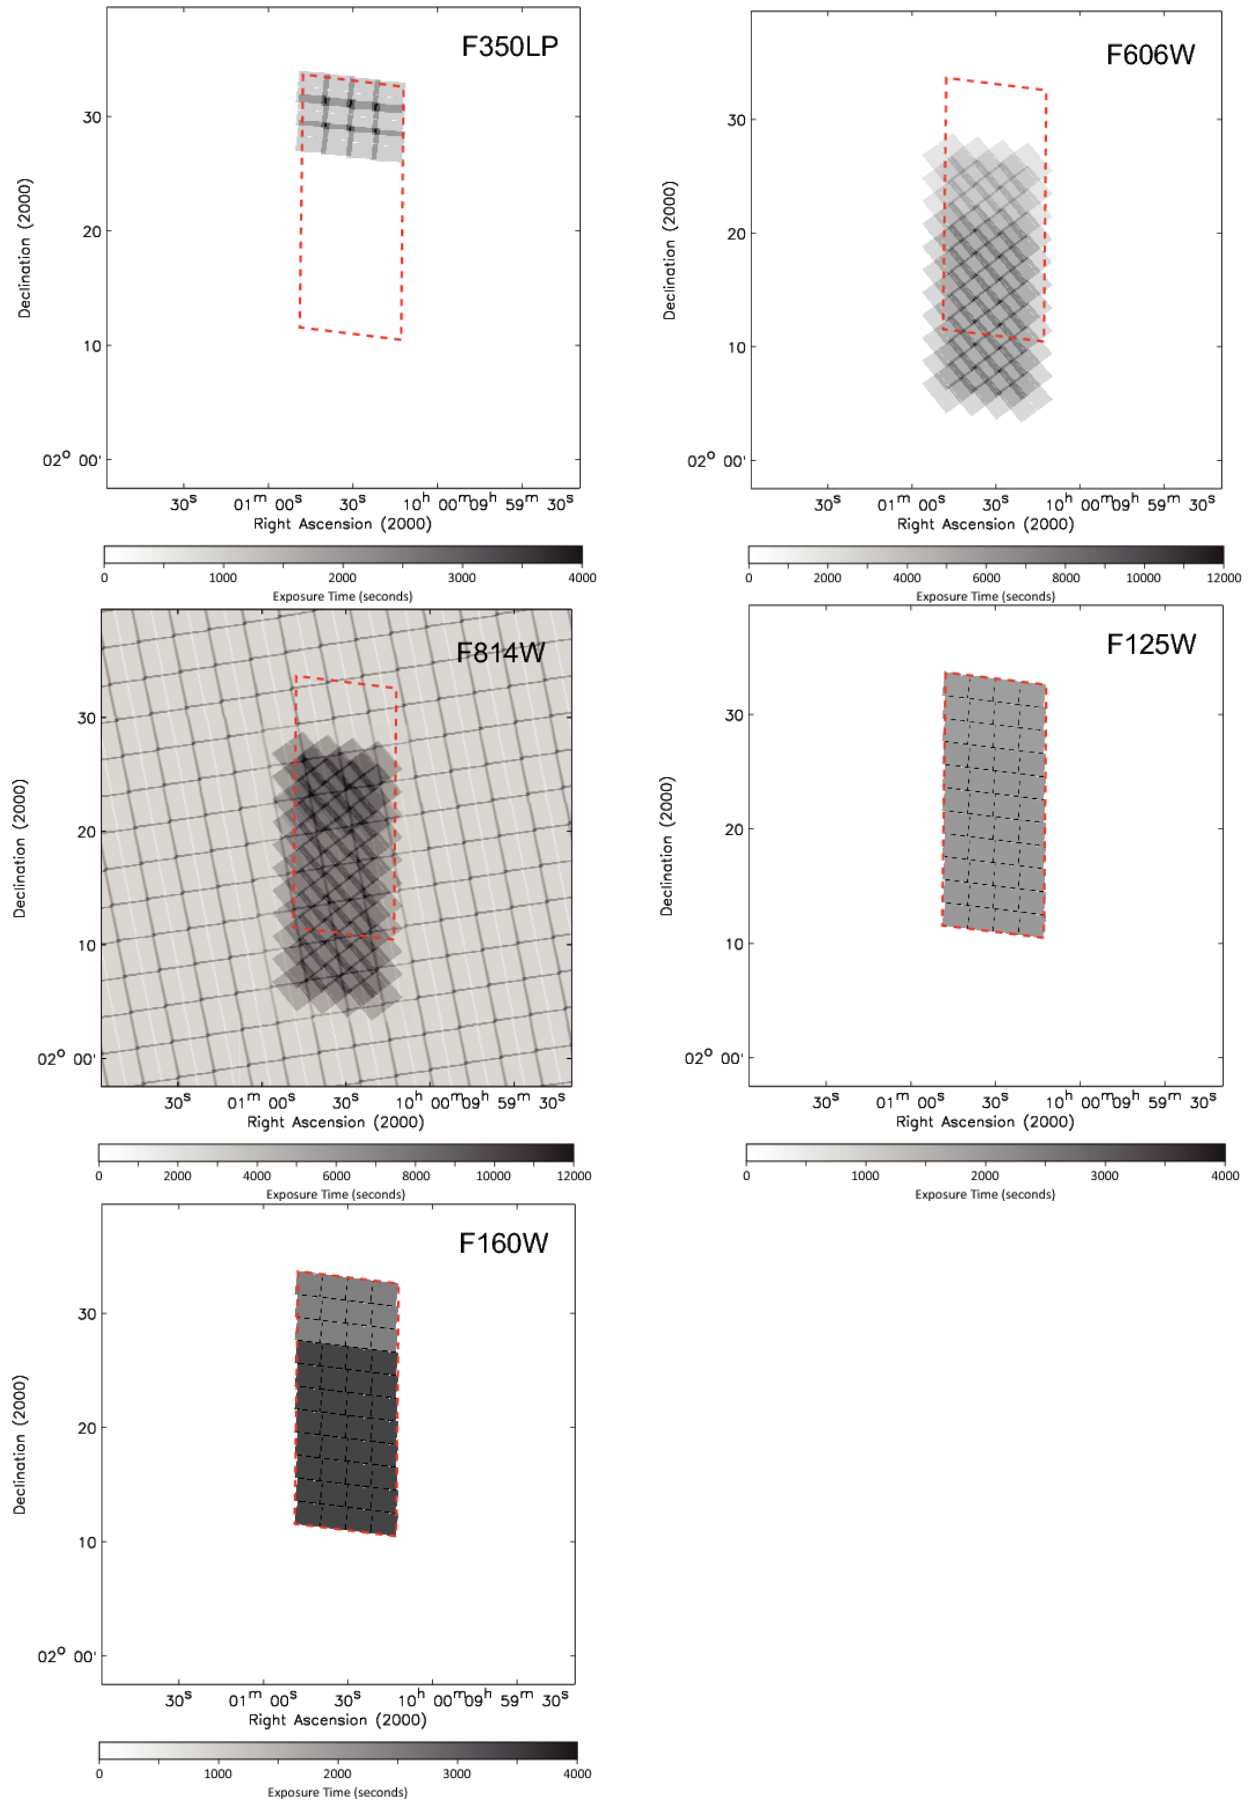 F350LP
30
20
10
02° 00'
Declination (2000)
30ˢ 01ᵐ 00ˢ 30ˢ 10ʰ 00ᵐ09ʰ 59ᵐ 30ˢ
Right Ascension (2000)
0 1000 2000 3000 4000
Exposure Time (seconds)
F606W
30
20
10
02° 00'
Declination (2000)
30ˢ 01ᵐ 00ˢ 30ˢ 10ʰ 00ᵐ09ʰ 59ᵐ 30ˢ
Right Ascension (2000)
0 2000 4000 6000 8000 10000 12000
Exposure Time (seconds)
F814W
30
20
10
02° 00'
Declination (2000)
30ˢ 01ᵐ 00ˢ 30ˢ 10ʰ 00ᵐ09ʰ 59ᵐ 30ˢ
Right Ascension (2000)
0 2000 4000 6000 8000 10000 12000
Exposure Time (seconds)
F125W
30
20
10
02° 00'
Declination (2000)
30ˢ 01ᵐ 00ˢ 30ˢ 10ʰ 00ᵐ09ʰ 59ᵐ 30ˢ
Right Ascension (2000)
0 1000 2000 3000 4000
Exposure Time (seconds)
F160W
30
20
10
02° 00'
Declination (2000)
30ˢ 01ᵐ 00ˢ 30ˢ 10ʰ 00ᵐ09ʰ 59ᵐ 30ˢ
Right Ascension (2000)
0 1000 2000 3000 4000
Exposure Time (seconds)